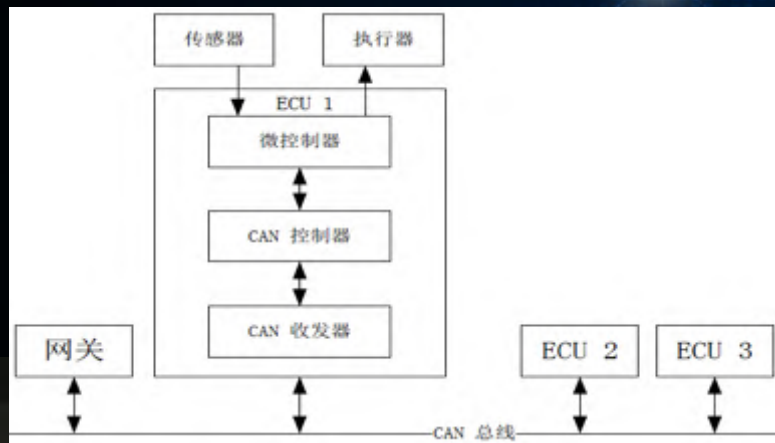 传感器
执行器
ECU 1
微控制器
CAN 控制器
CAN 收发器
网关
ECU 2
ECU 3
CAN 总线